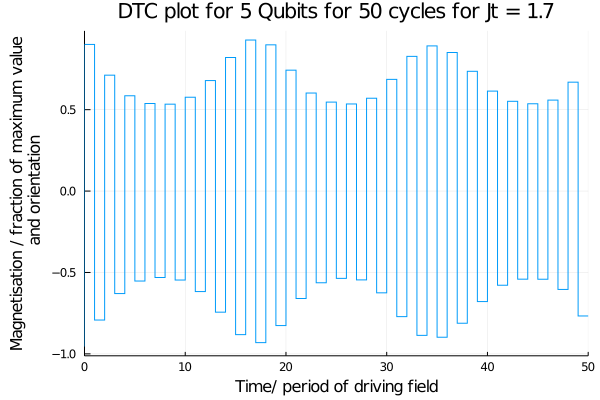 DTC plot for 5 Qubits for 50 cycles for Jt = 1.7
Magnetisation / fraction of maximum value
and orientation
0.5
0.0
−0.5
−1.0
0
10
20
30
40
50
Time/ period of driving field